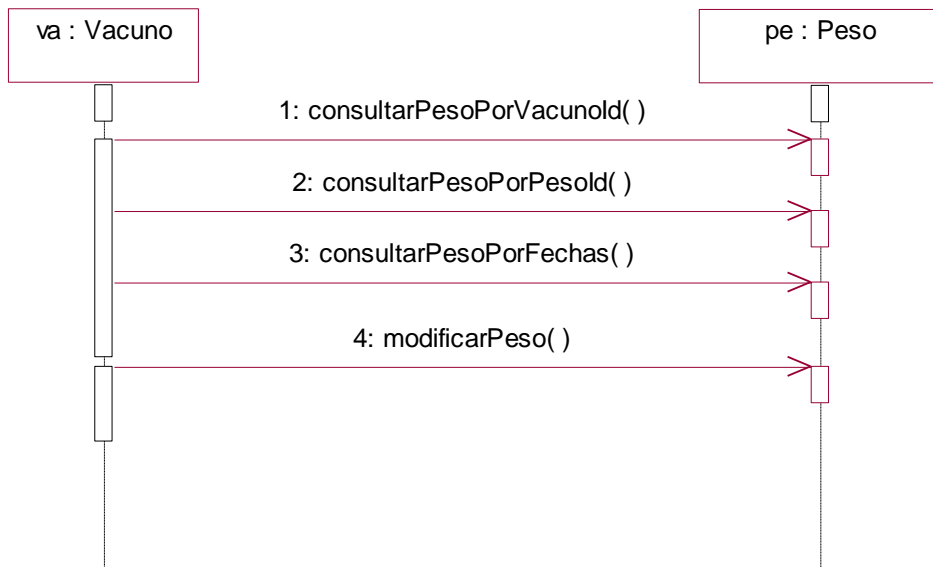 va : Vacuno
pe : Peso
1: consultarPesoPorVacunoId( )
2: consultarPesoPorPesoId( )
3: consultarPesoPorFechas( )
4: modificarPeso( )